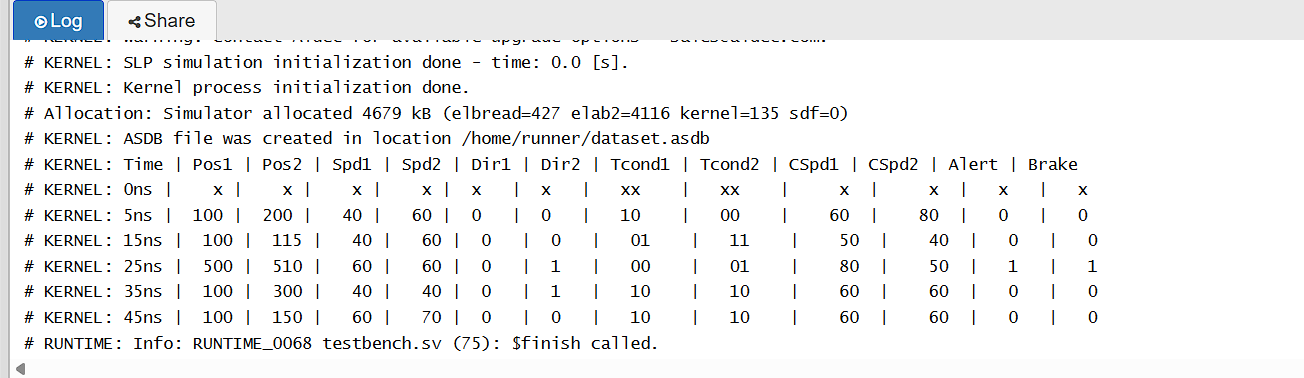 Log Share
# KERNEL: SLP simulation initialization done - time: 0.0 [s].
# KERNEL: Kernel process initialization done.
# Allocation: Simulator allocated 4679 kB (elbread=427 elab2=4116 kernel=135 sdf=0)
# KERNEL: ASDB file was created in location /home/runner/dataset.asdb
# KERNEL: Time | Pos1 | Pos2 | Spd1 | Spd2 | Dir1 | Dir2 | Tcond1 | Tcond2 | CSpd1 | CSpd2 | Alert | Brake
# KERNEL: 0ns | x | x | x | x | x | x | xx | xx | x | x | x | x
# KERNEL: 5ns | 100 | 200 | 40 | 60 | 0 | 0 | 10 | 00 | 60 | 80 | 0 | 0
# KERNEL: 15ns | 100 | 115 | 40 | 60 | 0 | 0 | 01 | 11 | 50 | 40 | 0 | 0
# KERNEL: 25ns | 500 | 510 | 60 | 60 | 0 | 1 | 00 | 01 | 80 | 50 | 1 | 1
# KERNEL: 35ns | 100 | 300 | 40 | 40 | 0 | 1 | 10 | 10 | 60 | 60 | 0 | 0
# KERNEL: 45ns | 100 | 150 | 60 | 70 | 0 | 0 | 10 | 10 | 60 | 60 | 0 | 0
# RUNTIME: Info: RUNTIME_0068 testbench.sv (75): $finish called.